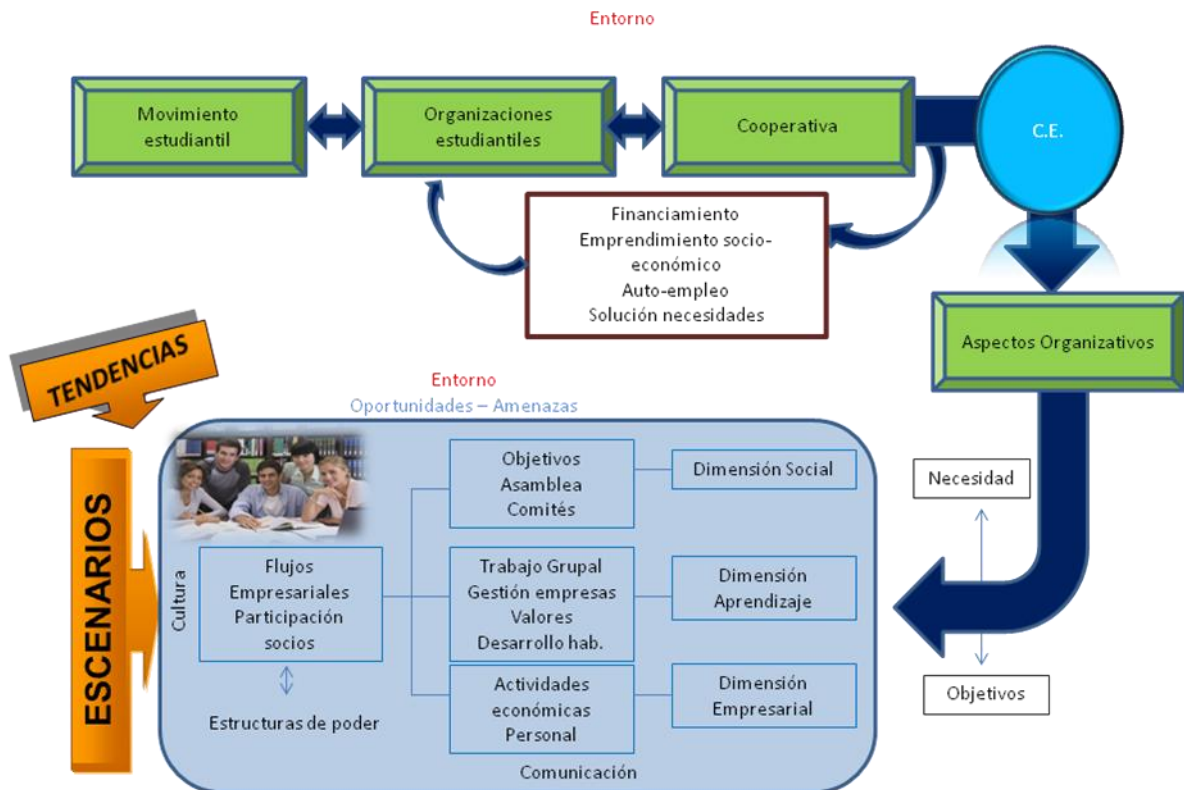 Entorno
Movimiento
estudiantil
Organizaciones
estudiantiles
Cooperativa
C.E.
Financiamiento
Emprendimiento socio-
económico
Auto-empleo
Solución necesidades
Aspectos Organizativos
TENDENCIAS
Entorno
Oportunidades – Amenazas
ESCENARIOS
Cultura
Flujos
Empresariales
Participación
socios
Estructuras de poder
Objetivos
Asamblea
Comités
Dimensión Social
Trabajo Grupal
Gestión empresas
Valores
Desarrollo hab.
Dimensión
Aprendizaje
Actividades
económicas
Personal
Dimensión
Empresarial
Comunicación
Necesidad
Objetivos